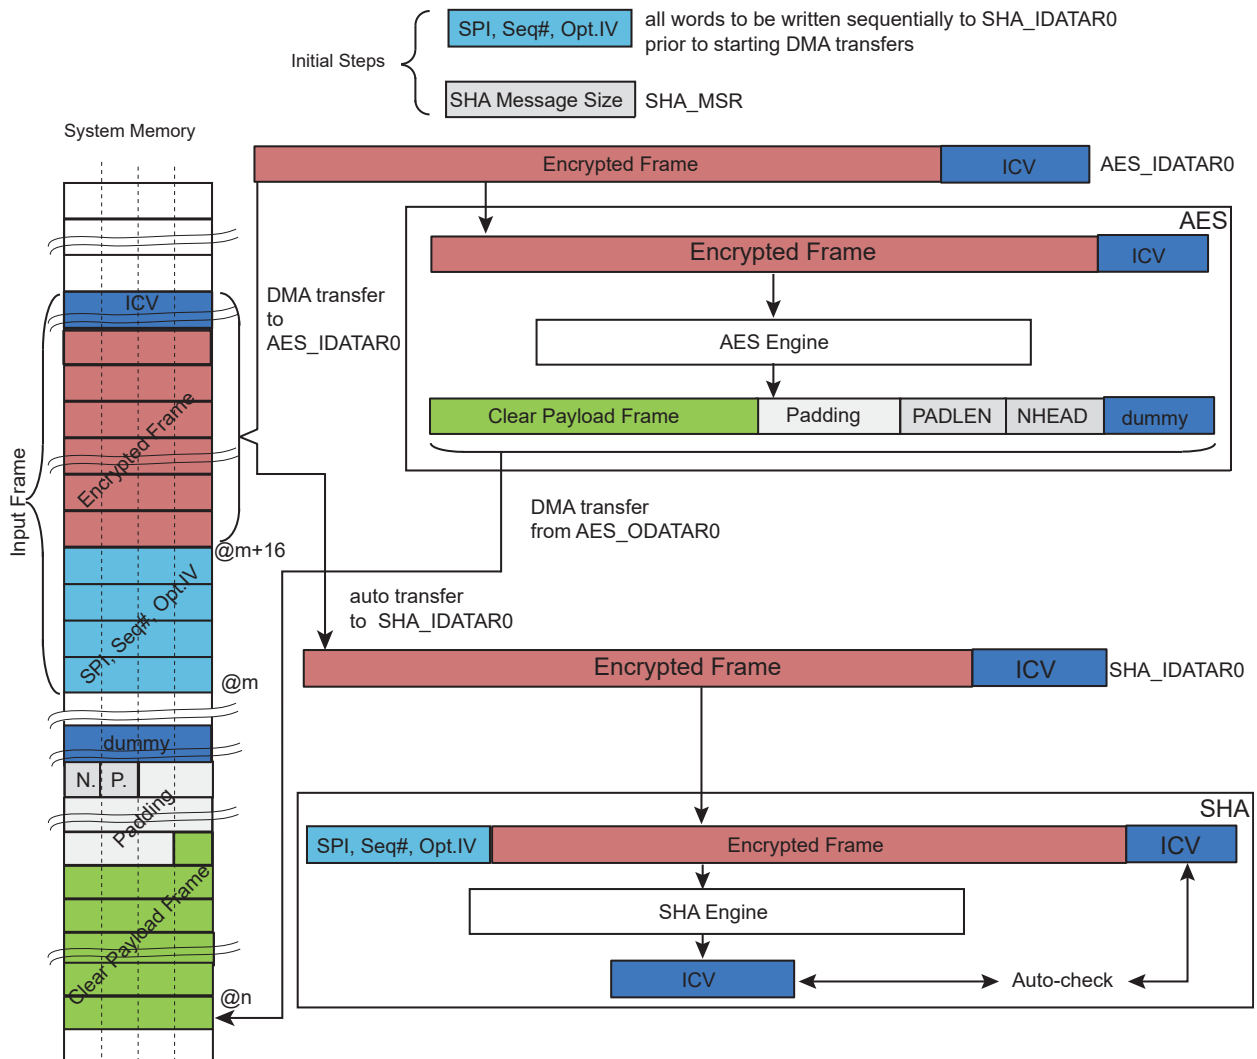 SPI, Seq#, Opt.IV
all words to be written sequentially to SHA_IDATAR0
prior to starting DMA transfers
Initial Steps
SHA Message Size
SHA_MSR
System Memory
Encrypted Frame
ICV
AES_IDATAR0
AES
Encrypted Frame
ICV
ICV
DMA transfer
to
AES_IDATAR0
AES Engine
Clear Payload Frame
Padding
PADLEN
NHEAD
dummy
Encrypted Frame
Input Frame
DMA transfer
from AES_ODATAR0
@m+16
SPI, Seq#, Opt.IV
auto transfer
to SHA_IDATAR0
Encrypted Frame
ICV
SHA_IDATAR0
@m
dummy
N.
P.
Padding
SHA
SPI, Seq#, Opt.IV
Encrypted Frame
ICV
SHA Engine
Clear Payload Frame
ICV
Auto-check
@n